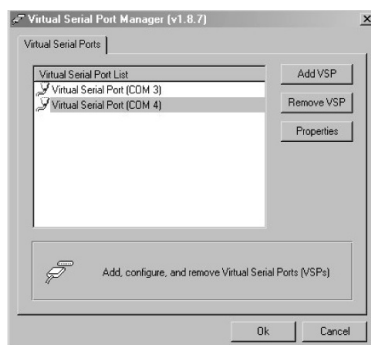 Virtual Serial Port Manager (v1.8.7)
Virtual Serial Ports
Virtual Serial Port List
Virtual Serial Port (COM 3)
Virtual Serial Port (COM 4)
Add VSP
Remove VSP
Properties
Add, configure, and remove Virtual Serial Ports (VSPs)
Ok
Cancel